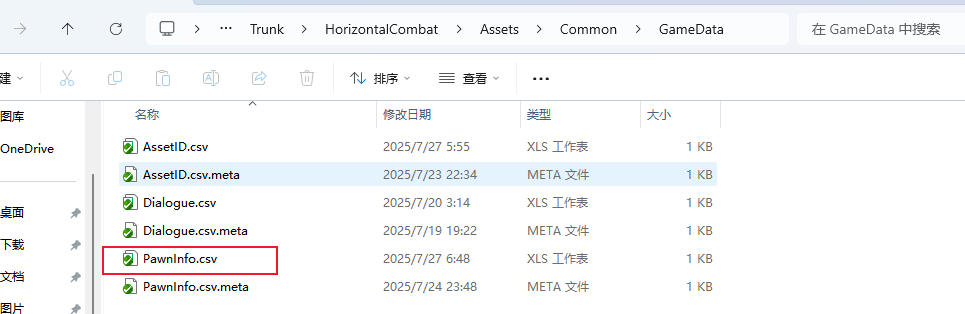 Trunk > HorizontalCombat > Assets > Common > GameData 在 GameData 中搜索
建 排序 查看
名称 修改日期 类型 大小
图库
OneDrive
桌面
下载
文档
图片
AssetID.csv 2025/7/27 5:55 XLS 工作表 1 KB
AssetID.csv.meta 2025/7/23 22:34 META 文件 1 KB
Dialogue.csv 2025/7/20 3:14 XLS 工作表 1 KB
Dialogue.csv.meta 2025/7/19 19:22 META 文件 1 KB
PawnInfo.csv 2025/7/27 6:48 XLS 工作表 1 KB
PawnInfo.csv.meta 2025/7/24 23:48 META 文件 1 KB